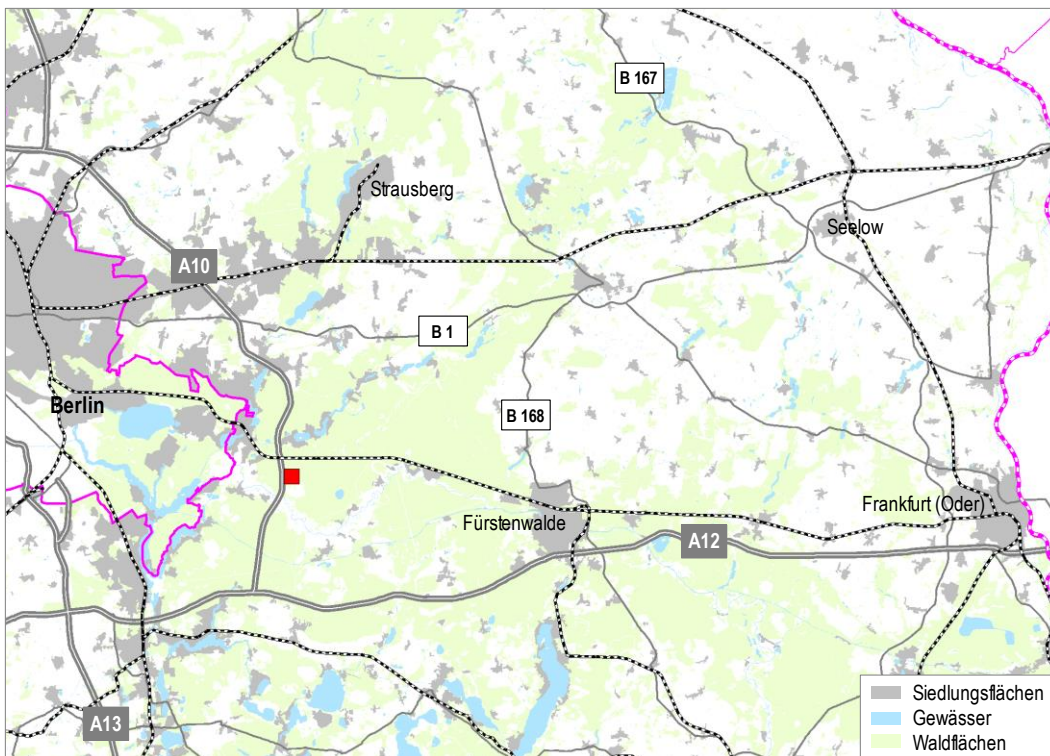 B 167
Strausberg
Seelow
A10
B 1
Berlin
B 168
Frankfurt (Oder)
Fürstenwalde
A12
Siedlungsflächen
Gewässer
Waldflächen
A13